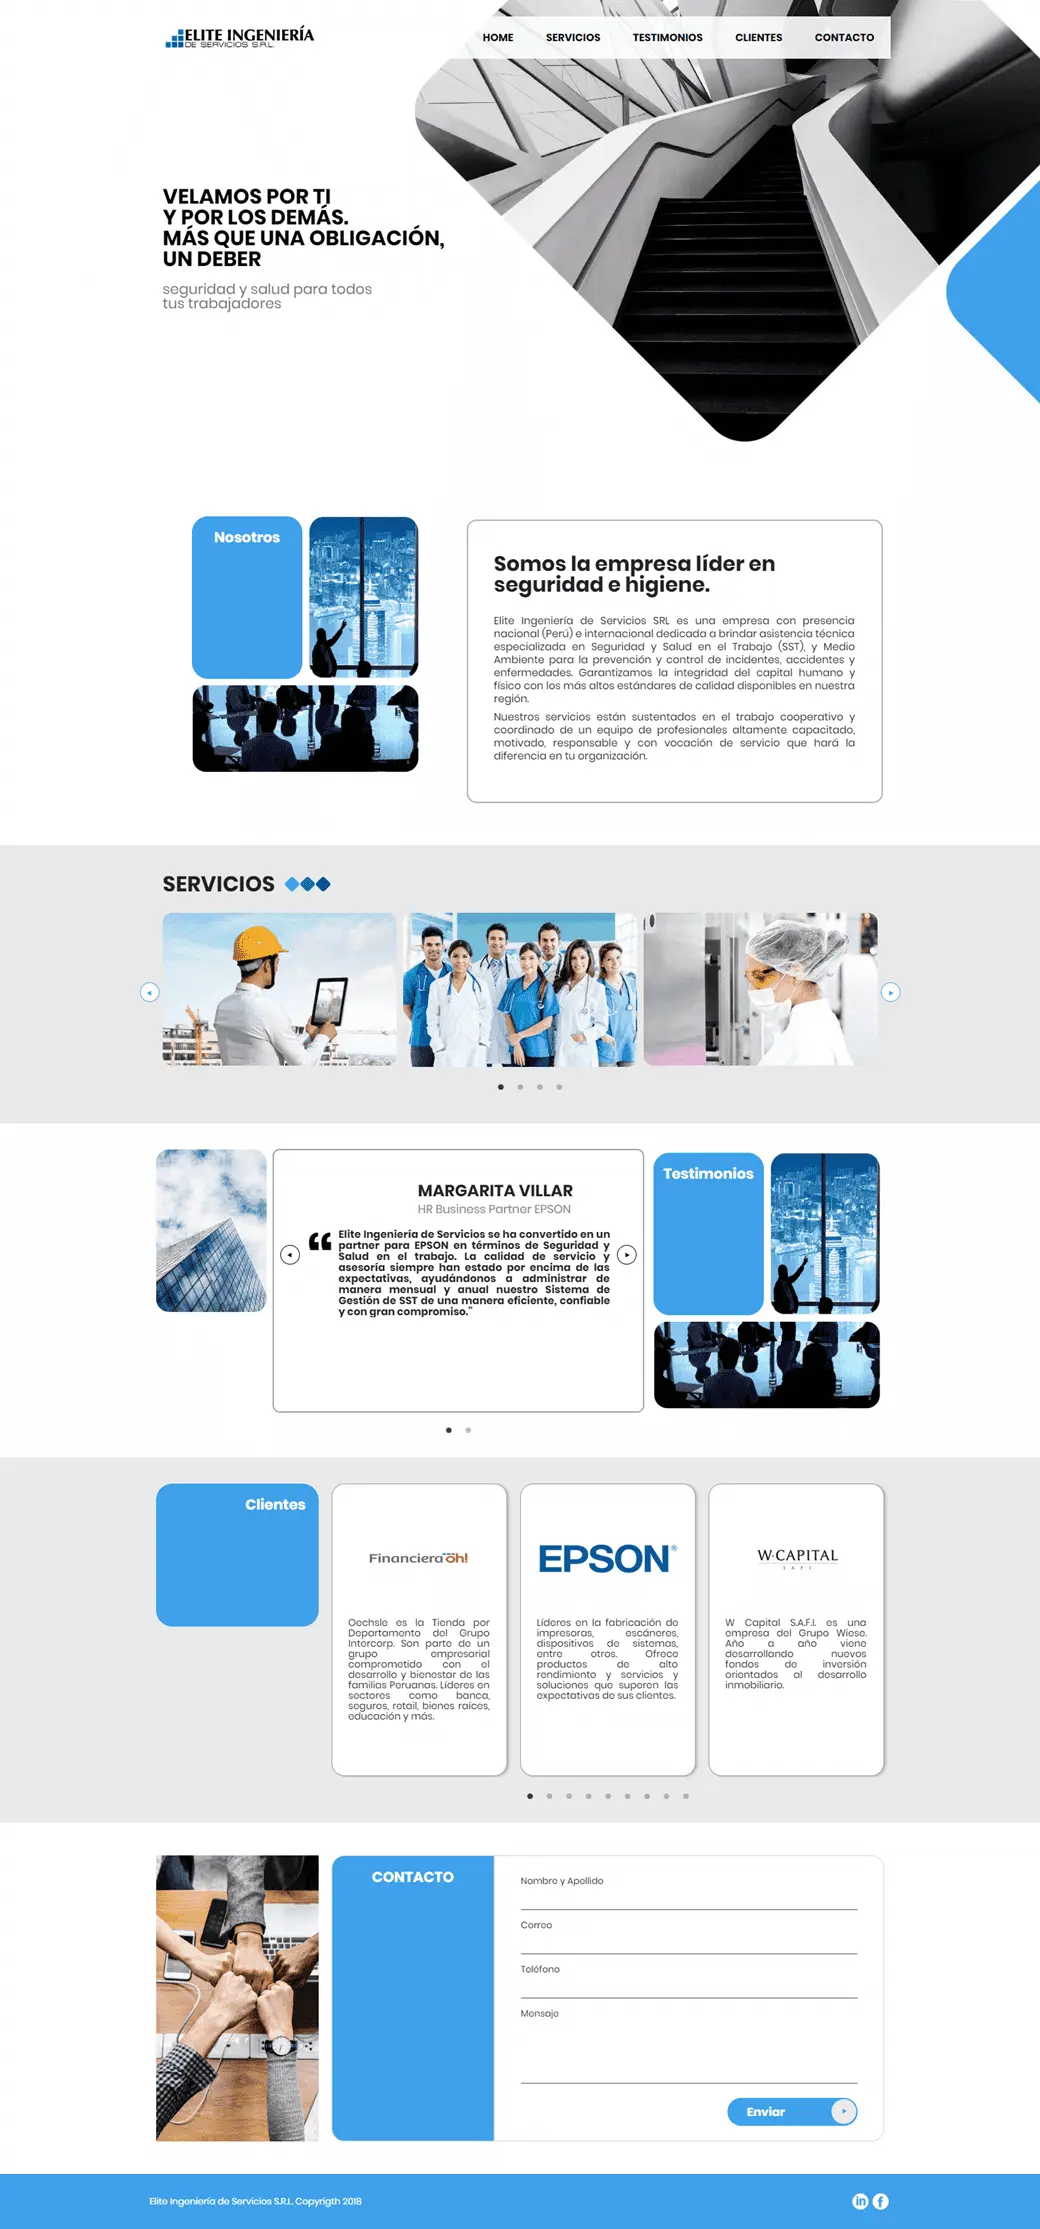 ELITE INGENIERÍA
DE SERVICIOS S.R.L.
HOME SERVICIOS TESTIMONIOS CLIENTES CONTACTO
VELAMOS POR TI
Y POR LOS DEMÁS.
MÁS QUE UNA OBLIGACIÓN,
UN DEBER
seguridad y salud para todos
tus trabajadores
Nosotros
Somos la empresa líder en
seguridad e higiene.
Elite Ingeniería de Servicios SRL es una empresa con presencia
nacional (Perú) e internacional dedicada a brindar asistencia técnica
especializada en Seguridad y Salud en el Trabajo (SST), y Medio
Ambiente para la prevención y control de incidentes, accidentes y
enfermedades. Garantizamos la integridad del capital humano y
físico con los más altos estándares de calidad disponibles en nuestra
región.
Nuestros servicios están sustentados en el trabajo cooperativo y
coordinado de un equipo de profesionales altamente capacitado,
motivado, responsable y con vocación de servicio que hará la
diferencia en tu organización.
SERVICIOS
MARGARITA VILLAR
HR Business Partner EPSON
“
Elite Ingeniería de Servicios se ha convertido en un
partner para EPSON en términos de Seguridad y
Salud en el trabajo. La calidad de servicio y
asesoría siempre han estado por encima de las
expectativas, ayudándonos a administrar de
manera mensual y anual nuestro Sistema de
Gestión de SST de una manera eficiente, confiable
y con gran compromiso."
Testimonios
Clientes
Financiera oh!
Oechsle es la Tienda por
Departamento del Grupo
Intercorp. Son parte de un
grupo empresarial
comprometido con el
desarrollo y bienestar de las
familias Peruanas. Líderes en
sectores como banca,
seguros, retail, bienes raíces,
educación y más.
EPSON®
Líderes en la fabricación de
impresoras, escáneres,
dispositivos de sistemas,
entre otros. Ofrece
productos de alto
rendimiento y servicios y
soluciones que superen las
expectativas de sus clientes.
W·CAPITAL
SAFI
W Capital S.A.F.I. es una
empresa del Grupo Wiese.
Año a año viene
desarrollando nuevos
fondos de inversión
orientados al desarrollo
inmobiliario.
CONTACTO
Nombre y Apellido
Correo
Teléfono
Mensaje
Enviar
Elite Ingeniería de Servicios S.R.L. Copyrigth 2018
in f